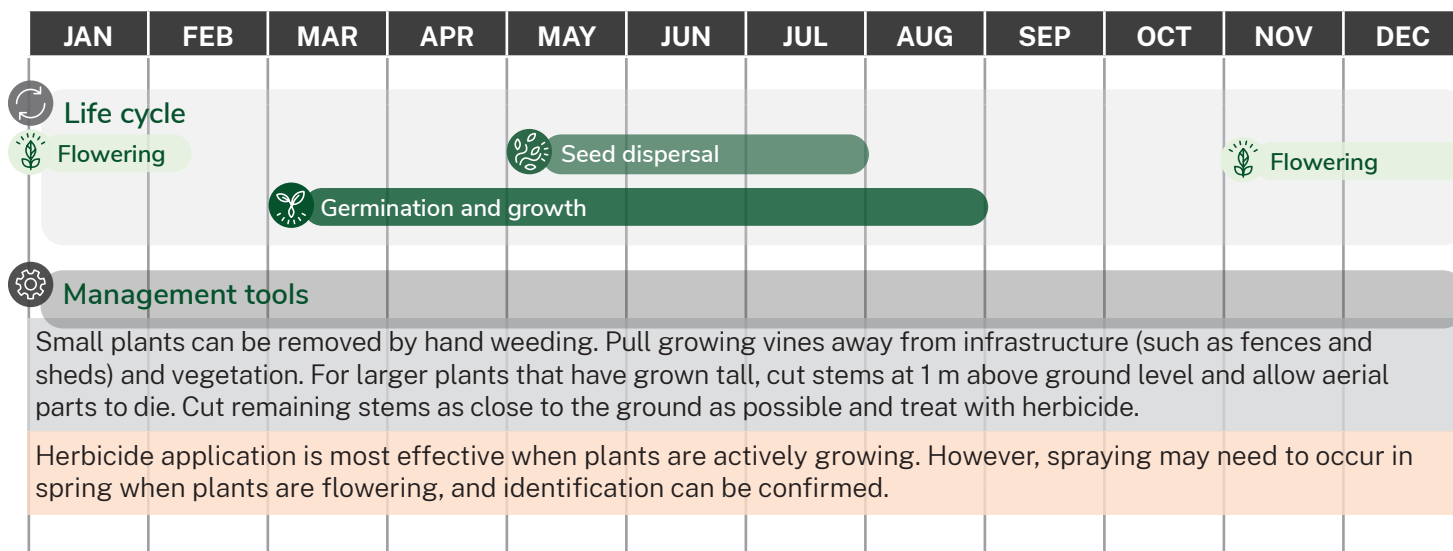 JAN FEB MAR APR MAY JUN JUL AUG SEP OCT NOV DEC
Life cycle
Flowering
Seed dispersal
Flowering
Germination and growth
Management tools
Small plants can be removed by hand weeding. Pull growing vines away from infrastructure (such as fences and
sheds) and vegetation. For larger plants that have grown tall, cut stems at 1 m above ground level and allow aerial
parts to die. Cut remaining stems as close to the ground as possible and treat with herbicide.
Herbicide application is most effective when plants are actively growing. However, spraying may need to occur in
spring when plants are flowering, and identification can be confirmed.